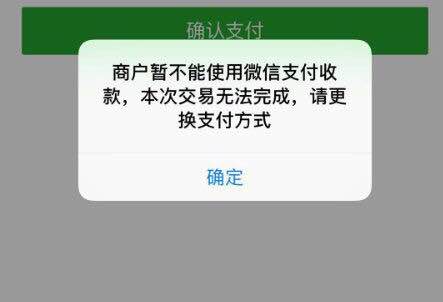 确认支付
商户暂不能使用微信支付收
款，本次交易无法完成，请更
换支付方式
确定